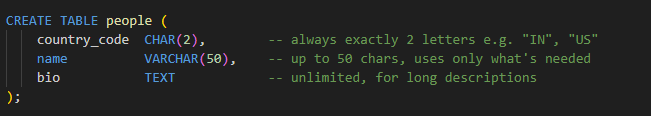 CREATE TABLE people (
    country_code  CHAR(2),        -- always exactly 2 letters e.g. "IN", "US"
    name          VARCHAR(50),    -- up to 50 chars, uses only what's needed
    bio           TEXT            -- unlimited, for long descriptions
);